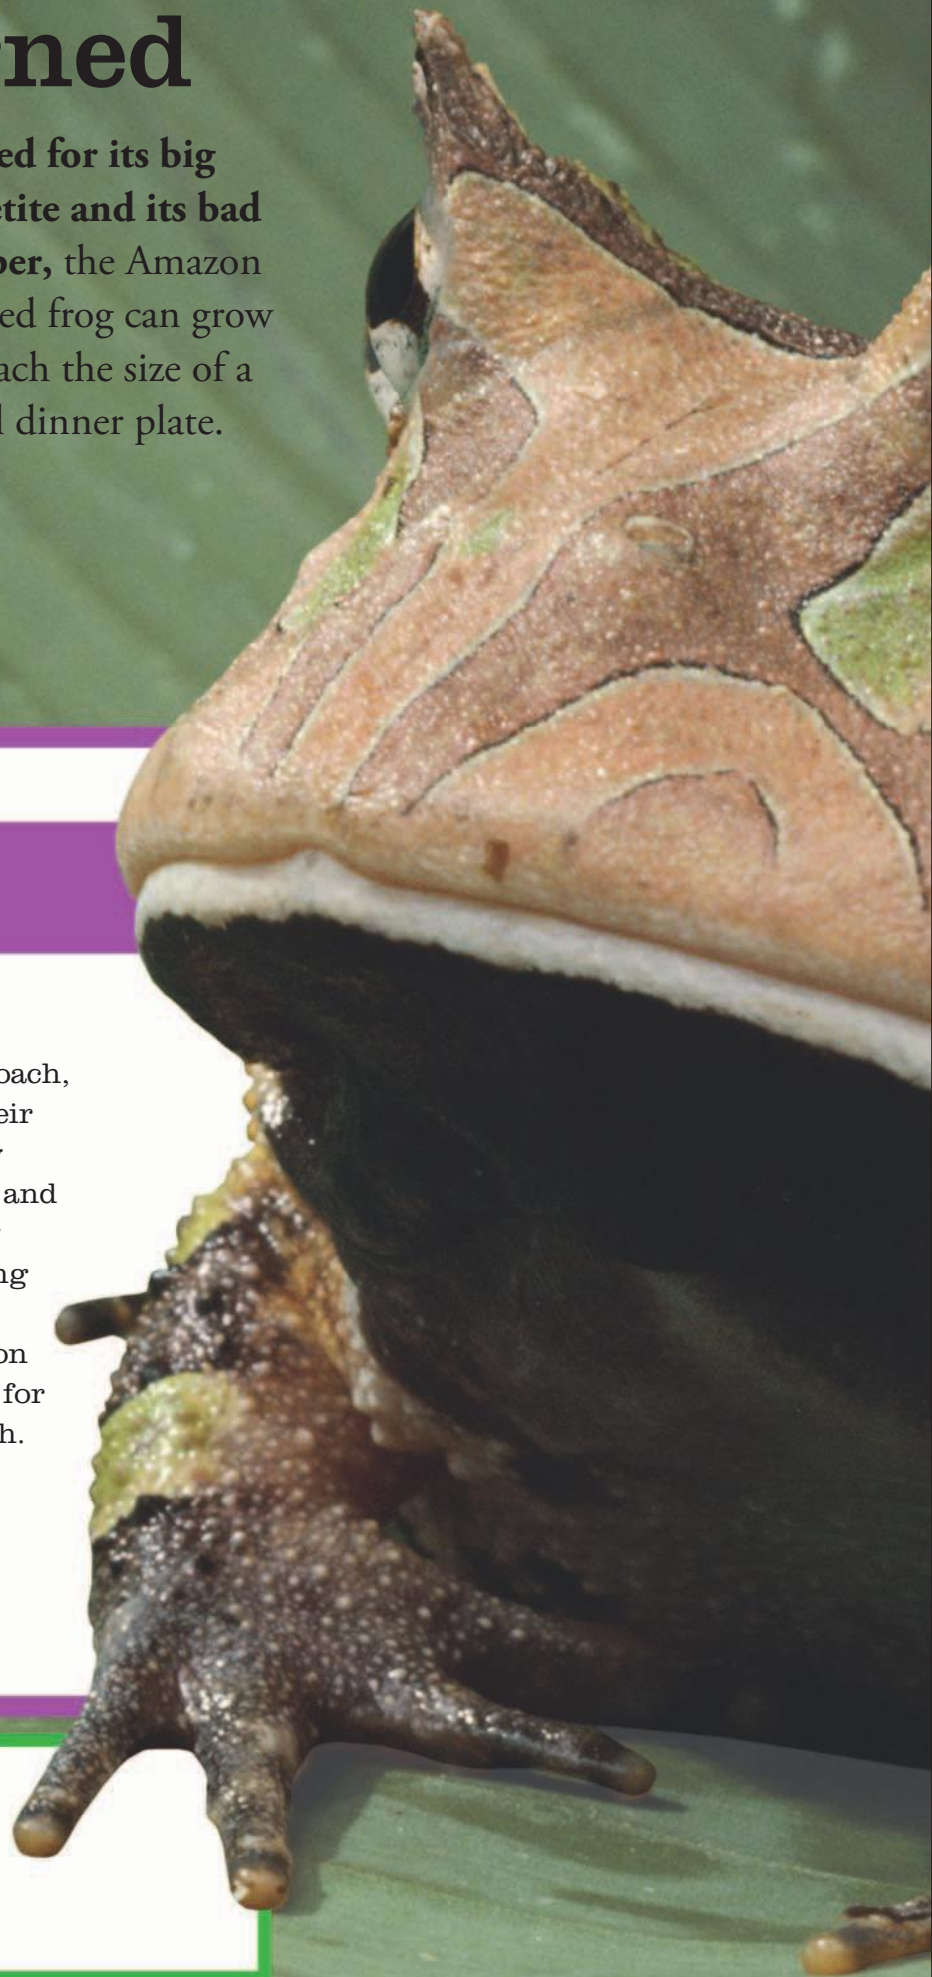 ned
ed for its big
etite and its bad
per, the Amazon
ed frog can grow
ach the size of a
l dinner plate.
oach,
eir
and
ng
on
for
h.